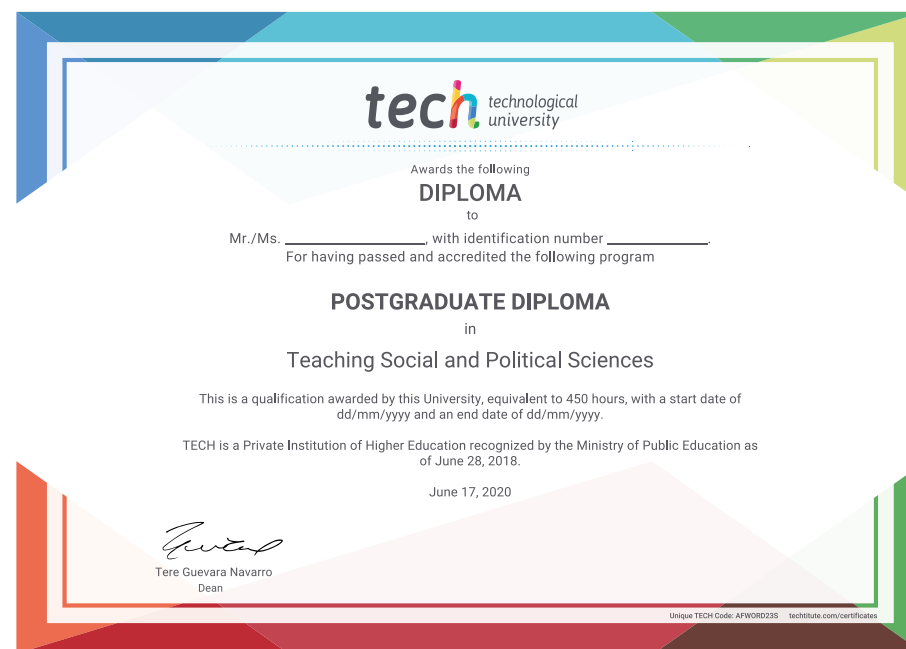 tech technological
university
Awards the following
DIPLOMA
to
Mr./Ms. ____________________, with identification number ______________.
For having passed and accredited the following program
POSTGRADUATE DIPLOMA
in
Teaching Social and Political Sciences
This is a qualification awarded by this University, equivalent to 450 hours, with a start date of
dd/mm/yyyy and an end date of dd/mm/yyyy.
TECH is a Private Institution of Higher Education recognized by the Ministry of Public Education as
of June 28, 2018.
June 17, 2020
Tere Guevara Navarro
Dean
Unique TECH Code: AFWORD23S techtitute.com/certificates